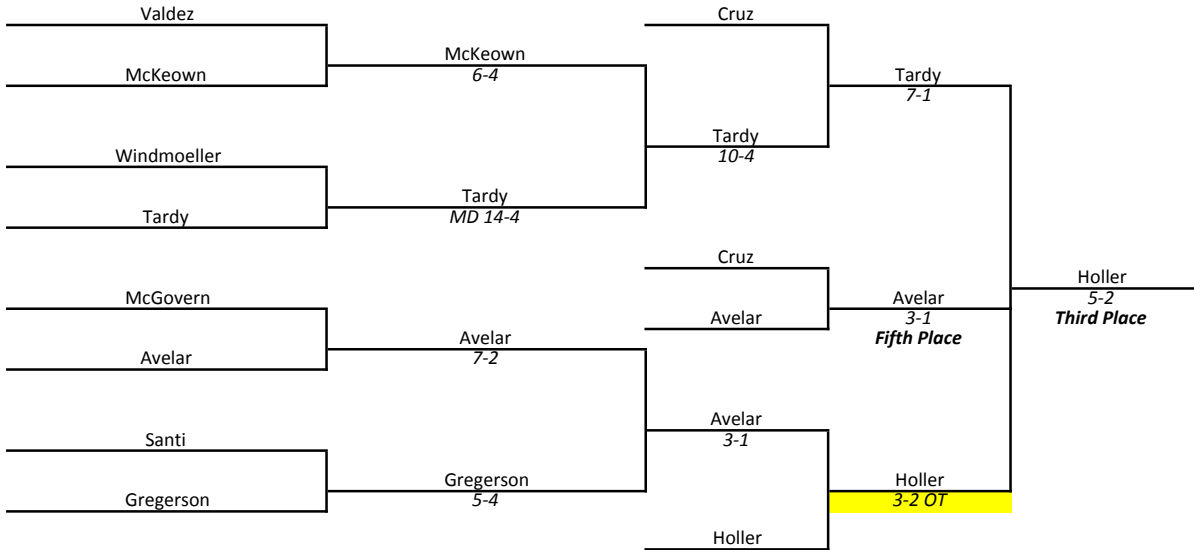 Valdez
McKeown
Windmoeller
Tardy
McGovern
Avelar
Santi
Gregerson
McKeown
6-4
Tardy
MD 14-4
Avelar
7-2
Gregerson
5-4
Cruz
Tardy
10-4
Cruz
Avelar
Avelar
3-1
Holler
Tardy
7-1
Avelar
3-1
Fifth Place
Holler
3-2 OT
Holler
5-2
Third Place